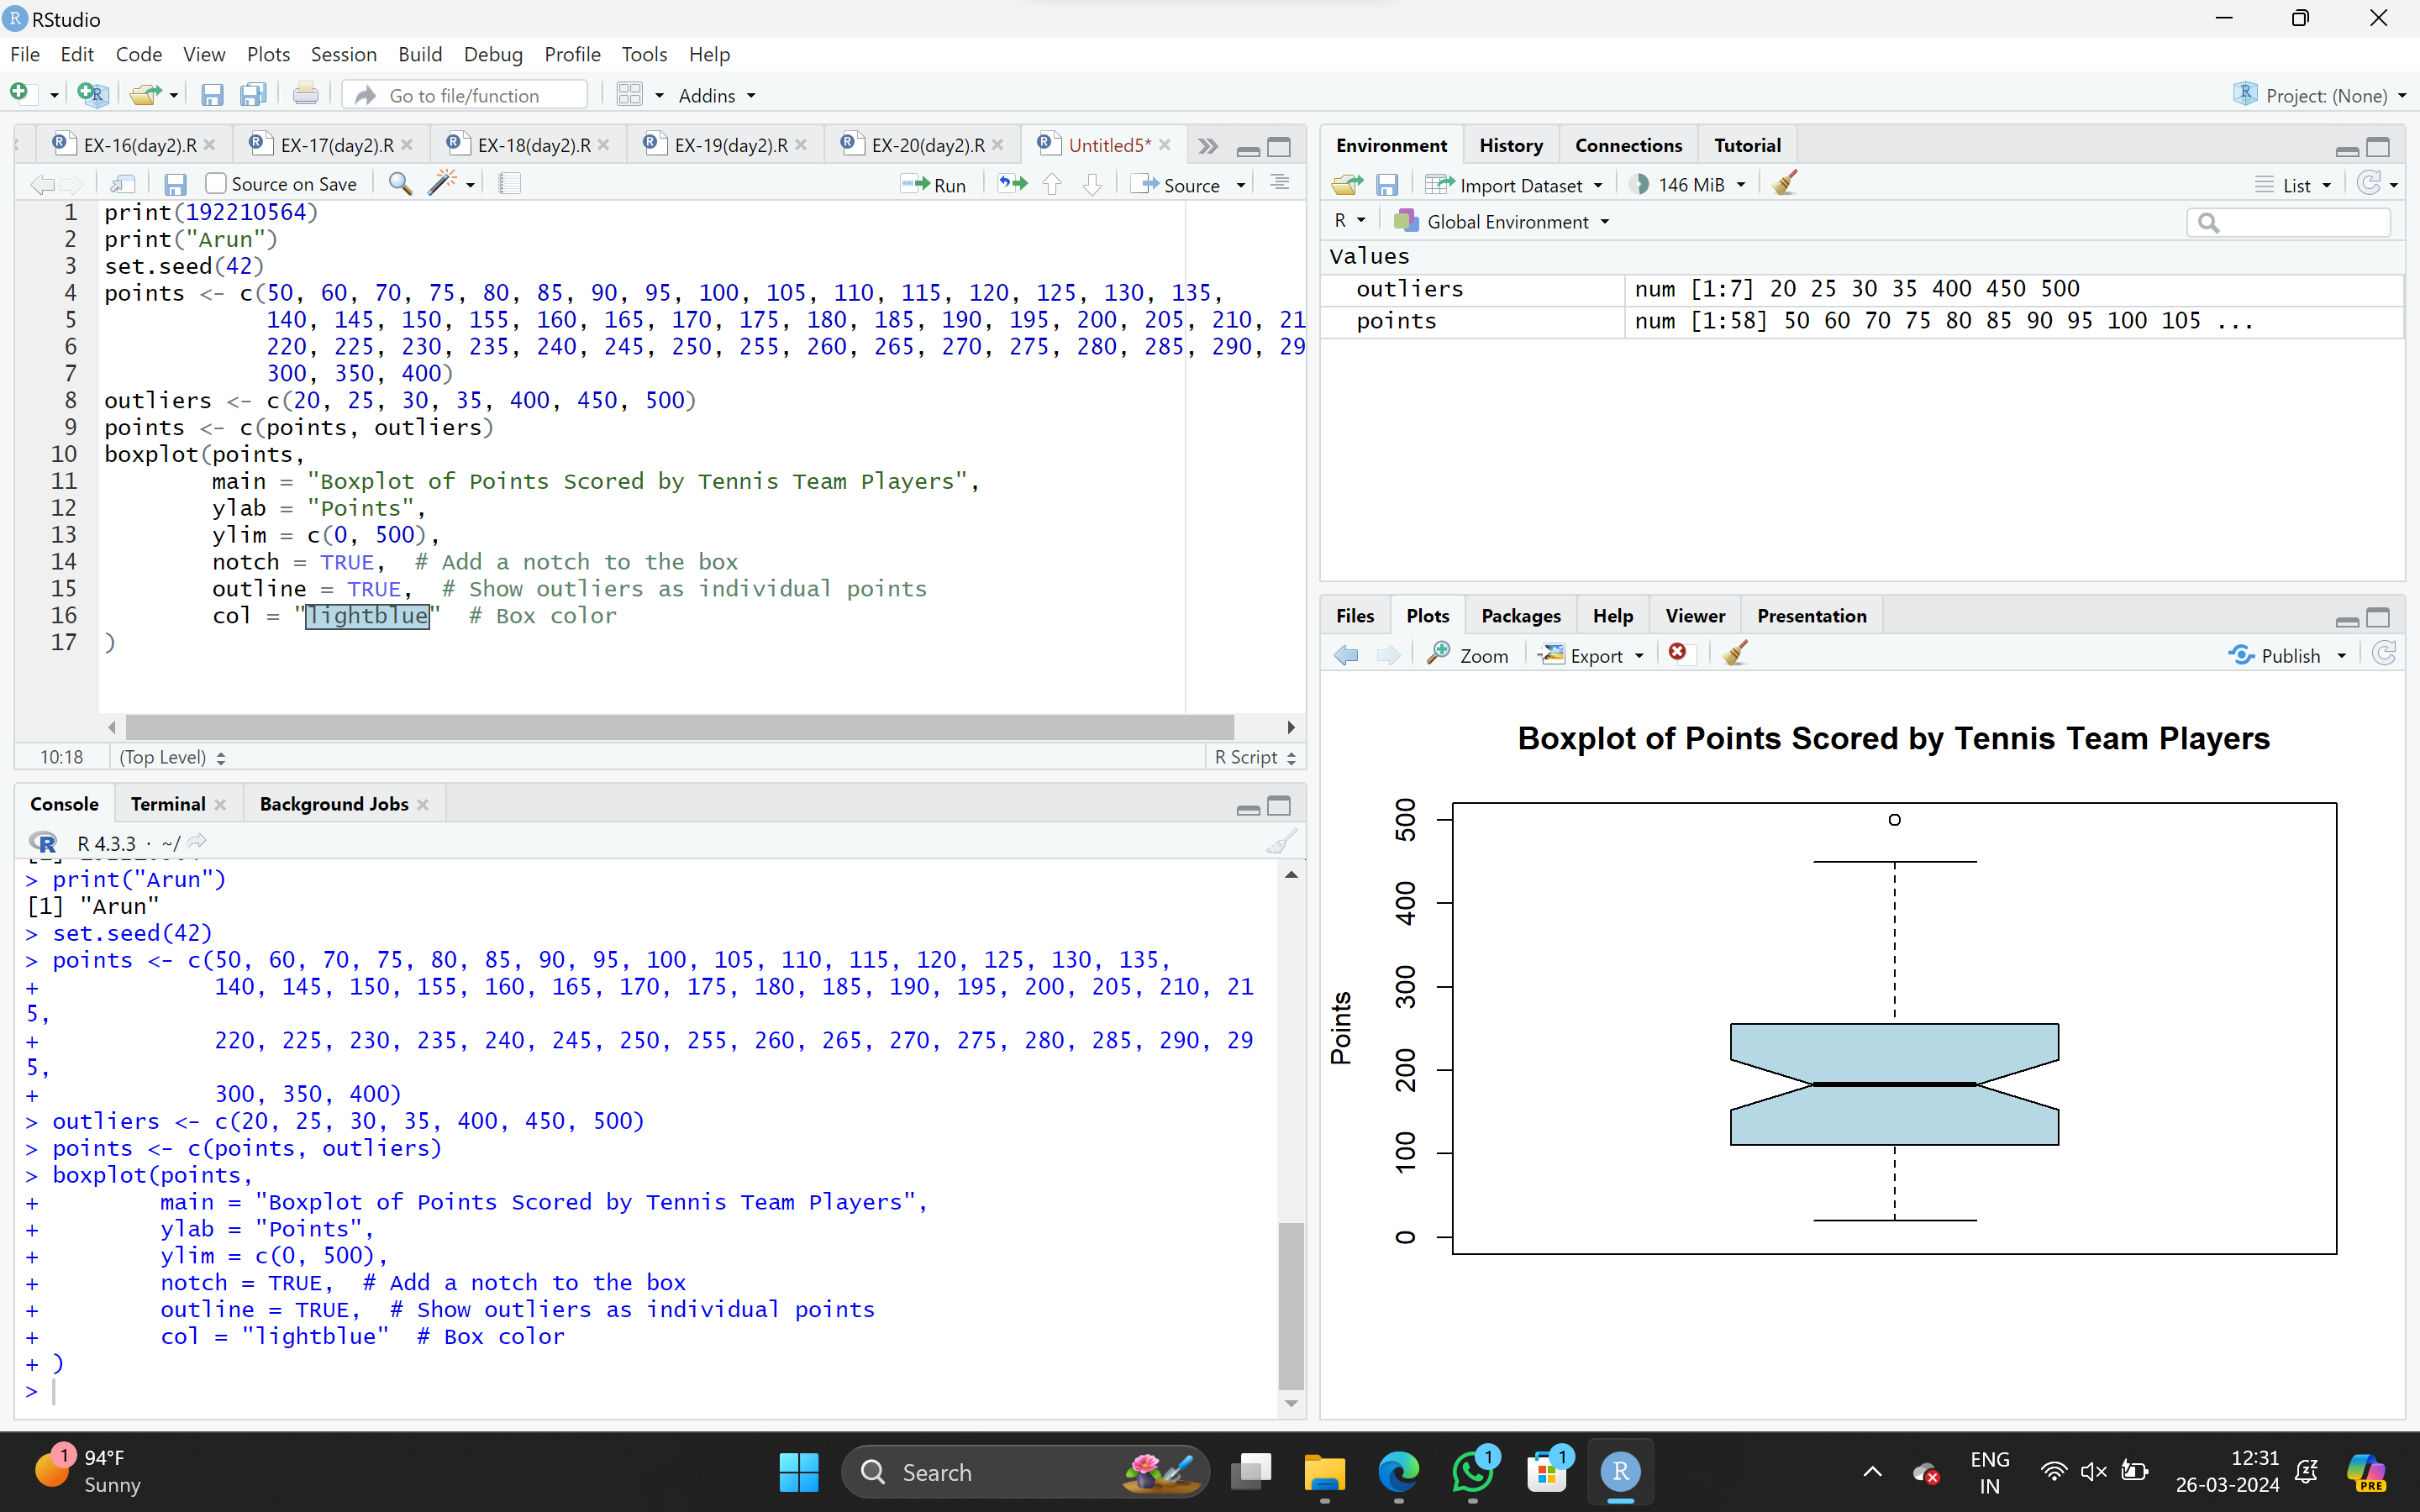 RStudio
File Edit Code View Plots Session Build Debug Profile Tools Help
Go to file/function Addins Project: (None)
EX-16(day2).R EX-17(day2).R EX-18(day2).R EX-19(day2).R EX-20(day2).R Untitled5*
Source on Save Run Source
1 print(192210564)
2 print("Arun")
3 set.seed(42)
4 points <- c(50, 60, 70, 75, 80, 85, 90, 95, 100, 105, 110, 115, 120, 125, 130, 135,
5 140, 145, 150, 155, 160, 165, 170, 175, 180, 185, 190, 195, 200, 205, 210, 21
6 220, 225, 230, 235, 240, 245, 250, 255, 260, 265, 270, 275, 280, 285, 290, 29
7 300, 350, 400)
8 outliers <- c(20, 25, 30, 35, 400, 450, 500)
9 points <- c(points, outliers)
10 boxplot(points,
11 main = "Boxplot of Points Scored by Tennis Team Players",
12 ylab = "Points",
13 ylim = c(0, 500),
14 notch = TRUE, # Add a notch to the box
15 outline = TRUE, # Show outliers as individual points
16 col = "lightblue" # Box color
17 )
10:18 (Top Level) R Script
Console Terminal Background Jobs
R 4.3.3 · ~/
> print("Arun")
[1] "Arun"
> set.seed(42)
> points <- c(50, 60, 70, 75, 80, 85, 90, 95, 100, 105, 110, 115, 120, 125, 130, 135,
+ 140, 145, 150, 155, 160, 165, 170, 175, 180, 185, 190, 195, 200, 205, 210, 21
5,
+ 220, 225, 230, 235, 240, 245, 250, 255, 260, 265, 270, 275, 280, 285, 290, 29
5,
+ 300, 350, 400)
> outliers <- c(20, 25, 30, 35, 400, 450, 500)
> points <- c(points, outliers)
> boxplot(points,
+ main = "Boxplot of Points Scored by Tennis Team Players",
+ ylab = "Points",
+ ylim = c(0, 500),
+ notch = TRUE, # Add a notch to the box
+ outline = TRUE, # Show outliers as individual points
+ col = "lightblue" # Box color
+ )
>
Environment History Connections Tutorial
Import Dataset 146 MiB List
R Global Environment
Values
outliers num [1:7] 20 25 30 35 400 450 500
points num [1:58] 50 60 70 75 80 85 90 95 100 105 ...
Files Plots Packages Help Viewer Presentation
Zoom Export Publish
Boxplot of Points Scored by Tennis Team Players
Points
500
400
300
200
100
0
1 94°F
Sunny
Search
1
1
R
ENG
IN
12:31
26-03-2024
PRE